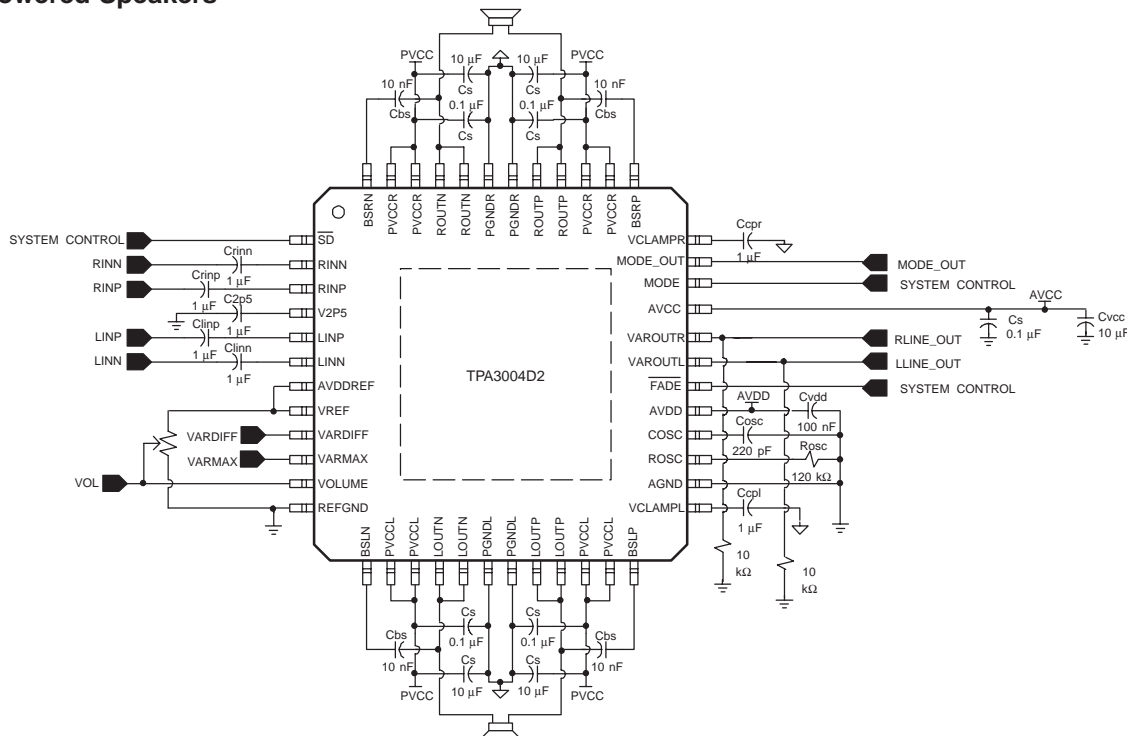 owered Speakers
PVCC 10 µF 10 µF PVCC
10 nF Cs Cs 10 nF
0.1 µF 0.1 µF
Cbs Cs Cs Cbs
BSRN PVCCR PVCCR ROUTN ROUTN PGNDR PGNDR ROUTP ROUTP PVCCR PVCCR BSRP
SYSTEM CONTROL SD VCLAMPR Ccpr 1 µF
RINN Crinn 1 µF RINN MODE_OUT MODE_OUT
RINP Crinp 1 µF RINP MODE SYSTEM CONTROL
C2p5 1 µF V2P5 AVCC Cs 0.1 µF AVCC Cvcc 10 µF
LINP Clinp 1 µF LINP VAROUTR RLINE_OUT
LINN Clinn 1 µF LINN VAROUTL LLINE_OUT
TPA3004D2
AVDDREF FADE SYSTEM CONTROL
VREF AVDD AVDD Cvdd 100 nF
VARDIFF VARDIFF COSC Cosc 220 pF
VARMAX VARMAX ROSC Rosc 120 kΩ
VOL VOLUME AGND
REFGND VCLAMPL Ccpl 1 µF
BSLN PVCCL PVCCL LOUTN LOUTN PGNDL PGNDL LOUTP LOUTP PVCCL PVCCL BSLP
10 kΩ 10 kΩ
Cs Cs
Cbs 0.1 µF 0.1 µF Cbs
10 nF Cs Cs 10 nF
PVCC 10 µF 10 µF PVCC